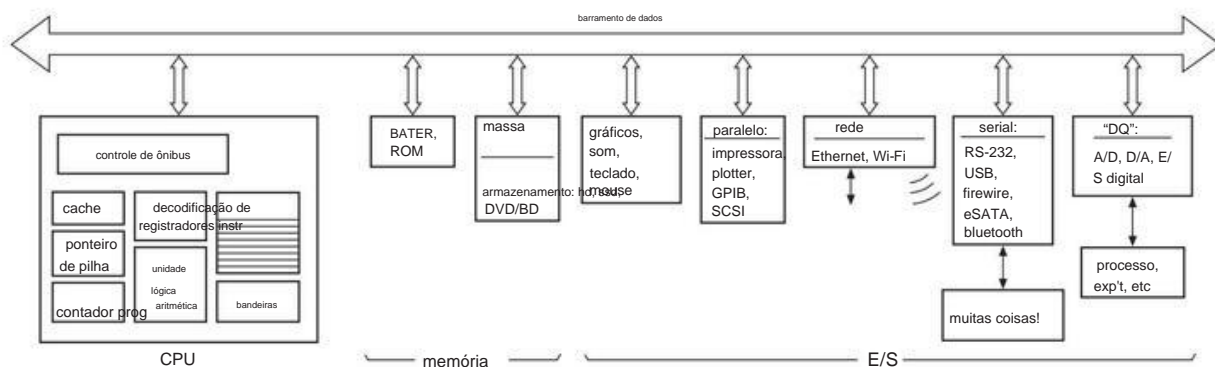 barramento de dados
controle de ônibus
cache
decodificação de
registradores instr
ponteiro
de pilha
unidade
lógica
aritmética
contador prog
bandeiras
CPU
BATER,
ROM
massa
armazenamento: hd, ssd,
DVD/BD
memória
gráficos,
som,
teclado,
mouse
paralelo:
impressora,
plotter,
GPIB,
SCSI
rede
Ethernet, Wi-Fi
serial:
RS-232,
USB,
firewire,
eSATA,
bluetooth
muitas coisas!
“DQ”:
A/D, D/A, E/
S digital
processo,
exp't, etc
E/S